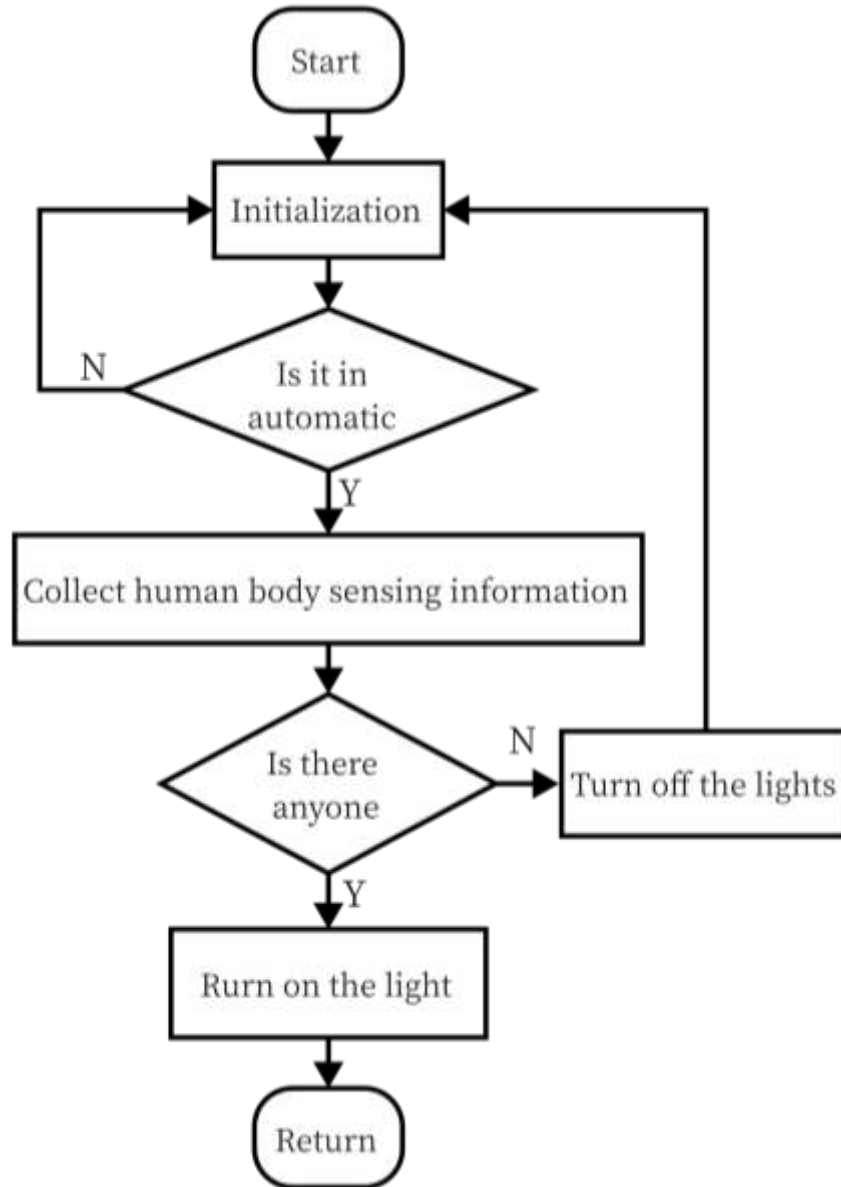 Start
Initialization
N
Is it in
automatic
Y
Collect human body sensing information
Is there
anyone
N
Turn off the lights
Y
Rurn on the light
Return